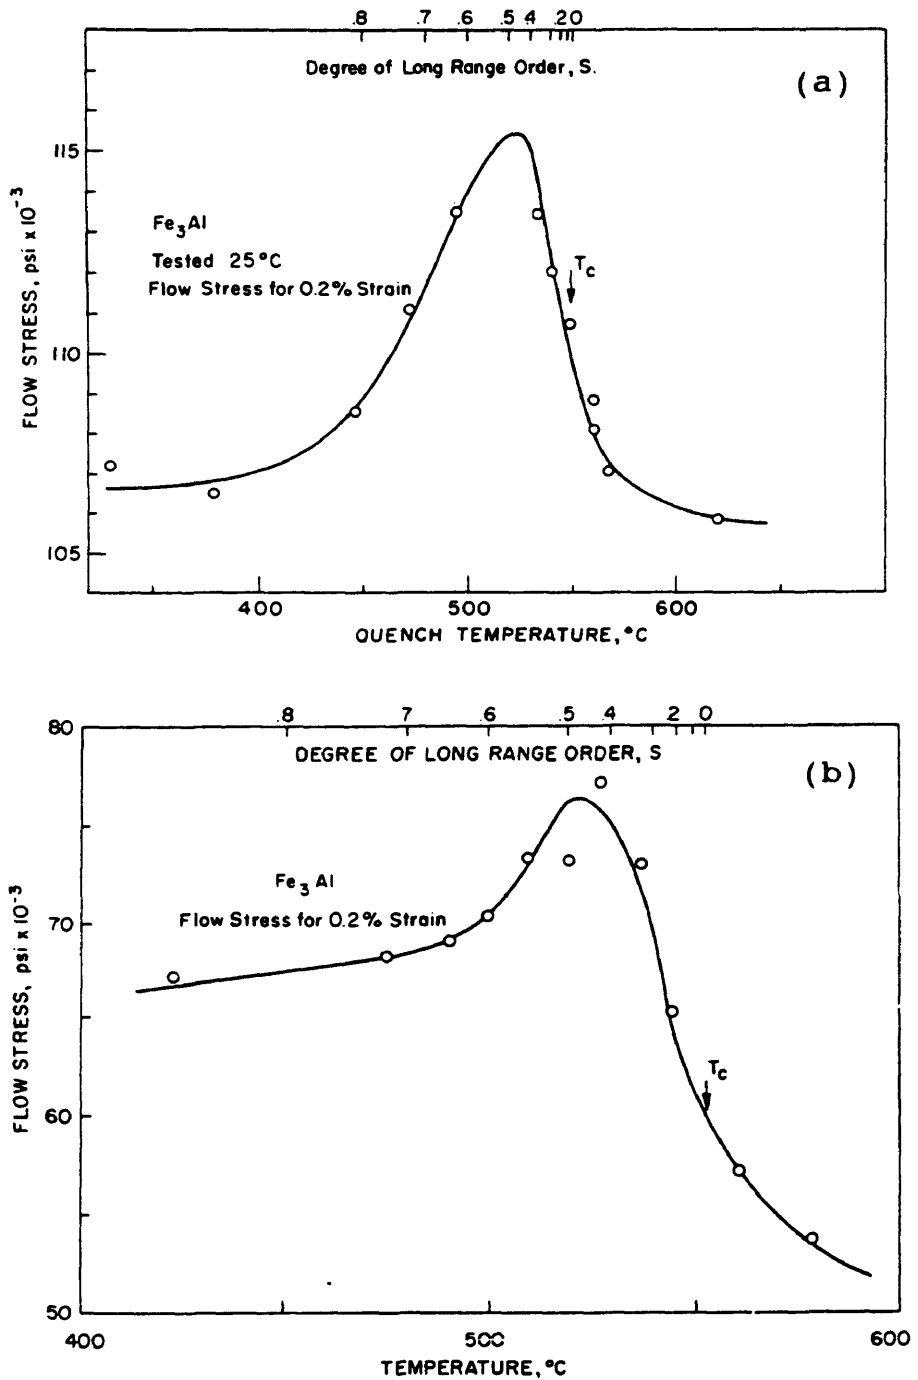 .8 .7 .6 .5 .4 .2 0
Degree of Long Range Order, S.
(a)
115
Fe3Al
Tested 25°C
Flow Stress for 0.2% Strain
Tc
110
105
FLOW STRESS, psi x 10-3
400 500 600
QUENCH TEMPERATURE, °C
.8 .7 .6 .5 .4 .2 0
80
DEGREE OF LONG RANGE ORDER, S
(b)
Fe3Al
Flow Stress for 0.2% Strain
70
Tc
60
50
FLOW STRESS, psi x 10-3
400 500 600
TEMPERATURE, °C